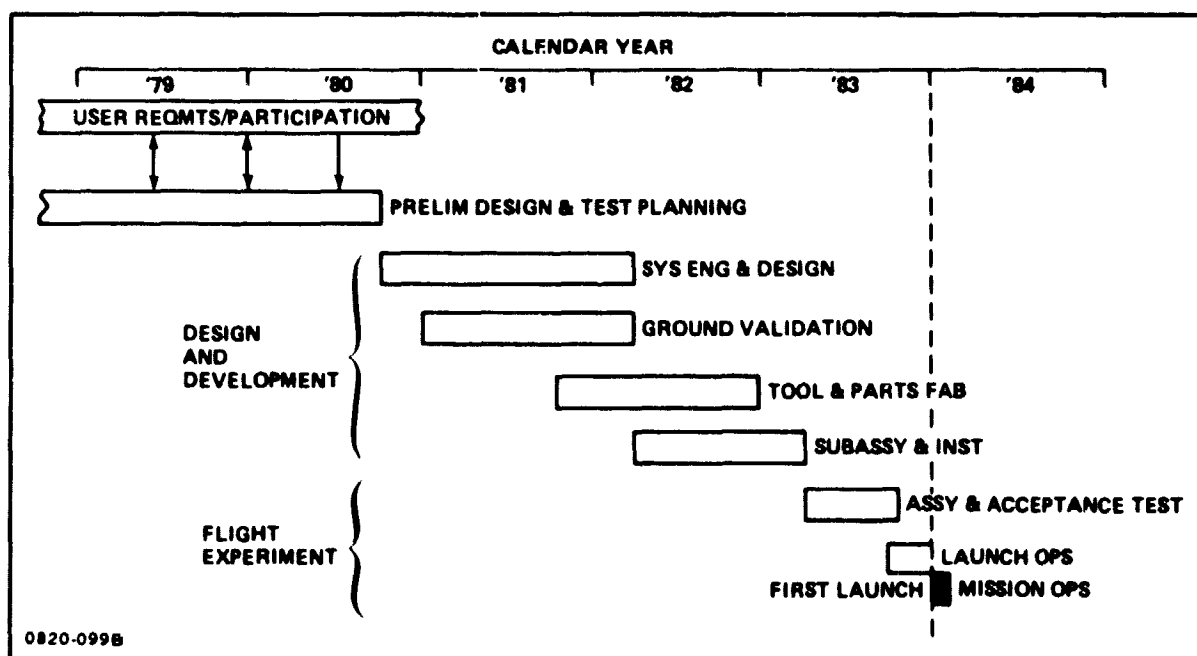 CALENDAR YEAR
'79 '80 '81 '82 '83 '84
USER REQMTS/PARTICIPATION
PRELIM DESIGN & TEST PLANNING
SYS ENG & DESIGN
GROUND VALIDATION
DESIGN
AND
DEVELOPMENT
TOOL & PARTS FAB
SUBASSY & INST
ASSY & ACCEPTANCE TEST
FLIGHT
EXPERIMENT
LAUNCH OPS
FIRST LAUNCH MISSION OPS
0820-099B